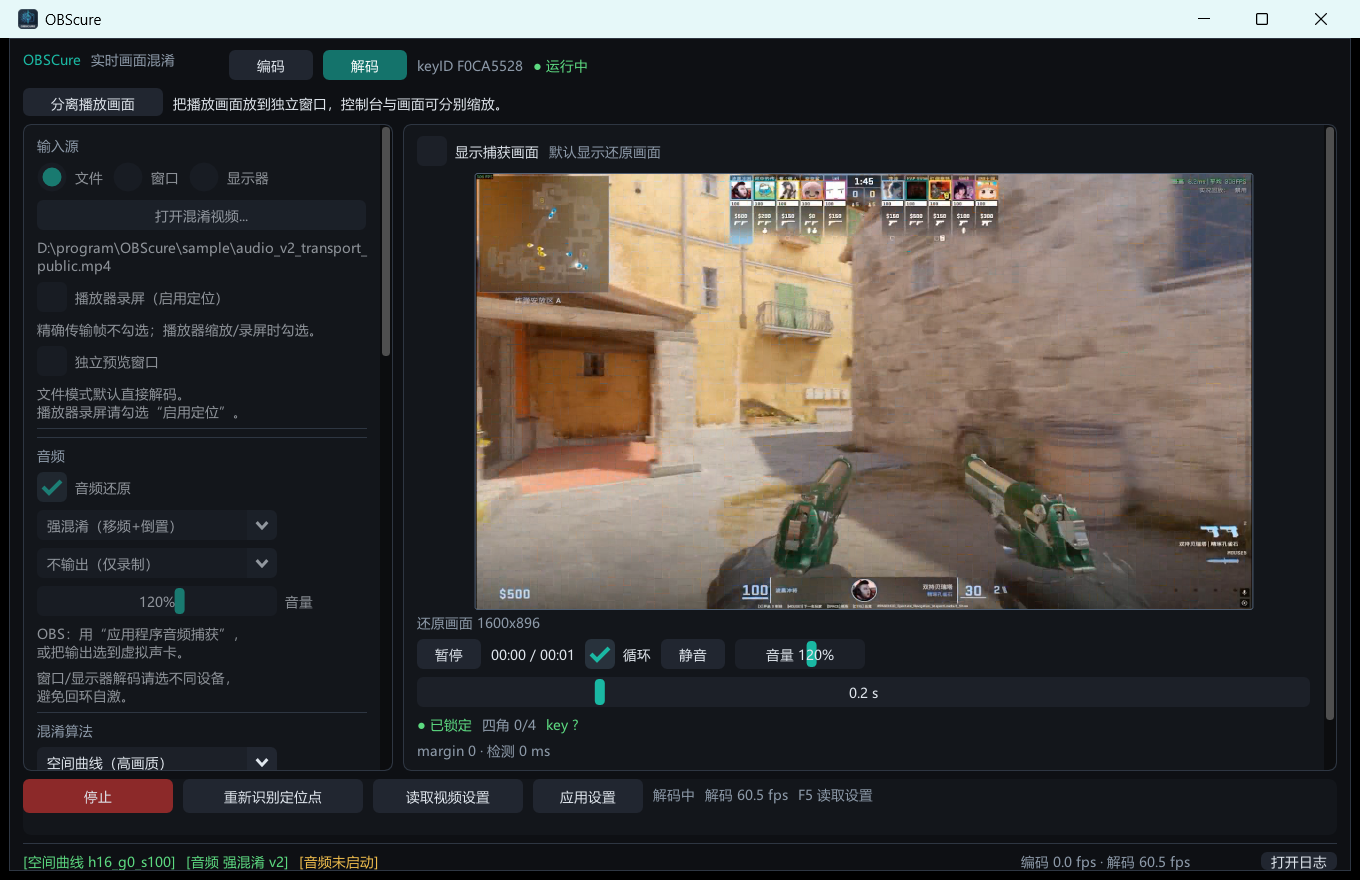 OBScure
OBSCure 实时画面混淆
编码
解码
keyID F0CA5528
● 运行中
分离播放画面
把播放画面放到独立窗口，控制台与画面可分别缩放。
输入源
文件
窗口
显示器
打开混淆视频...
D:\program\OBScure\sample\audio_v2_transport_
public.mp4
播放器录屏（启用定位）
精确传输帧不勾选；播放器缩放/录屏时勾选。
独立预览窗口
文件模式默认直接解码。
播放器录屏请勾选“启用定位”。
音频
音频还原
强混淆（移频+倒置）
不输出（仅录制）
120%
音量
OBS：用“应用程序音频捕获”，
或把输出选到虚拟声卡。
窗口/显示器解码请选不同设备，
避免回环自激。
混淆算法
空间曲线（高画质）
显示捕获画面
默认显示还原画面
1:45
0 0
100 100 100 100 100
100 100 100 100 100
A
$500
100
30
2
还原画面 1600x896
暂停
00:00 / 00:01
循环
静音
音量 120%
0.2 s
● 已锁定 四角 0/4 key ?
margin 0 · 检测 0 ms
停止
重新识别定位点
读取视频设置
应用设置
解码中 解码 60.5 fps F5 读取设置
[空间曲线 h16_g0_s100] [音频 强混淆 v2] [音频未启动]
编码 0.0 fps · 解码 60.5 fps
打开日志